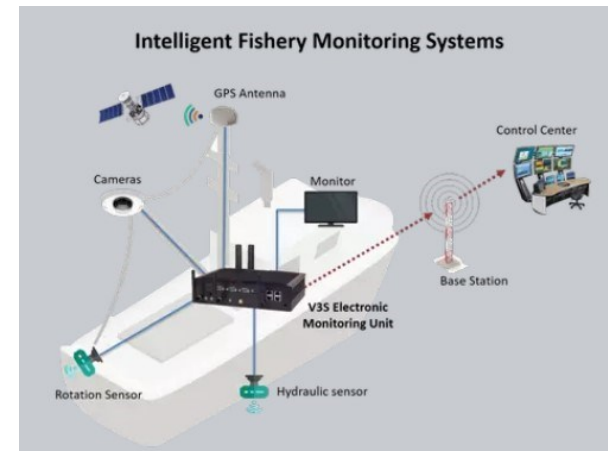 Intelligent Fishery Monitoring Systems
GPS Antenna
Control Center
Cameras
Monitor
Base Station
V3S Electronic
Monitoring Unit
Rotation Sensor
Hydraulic sensor